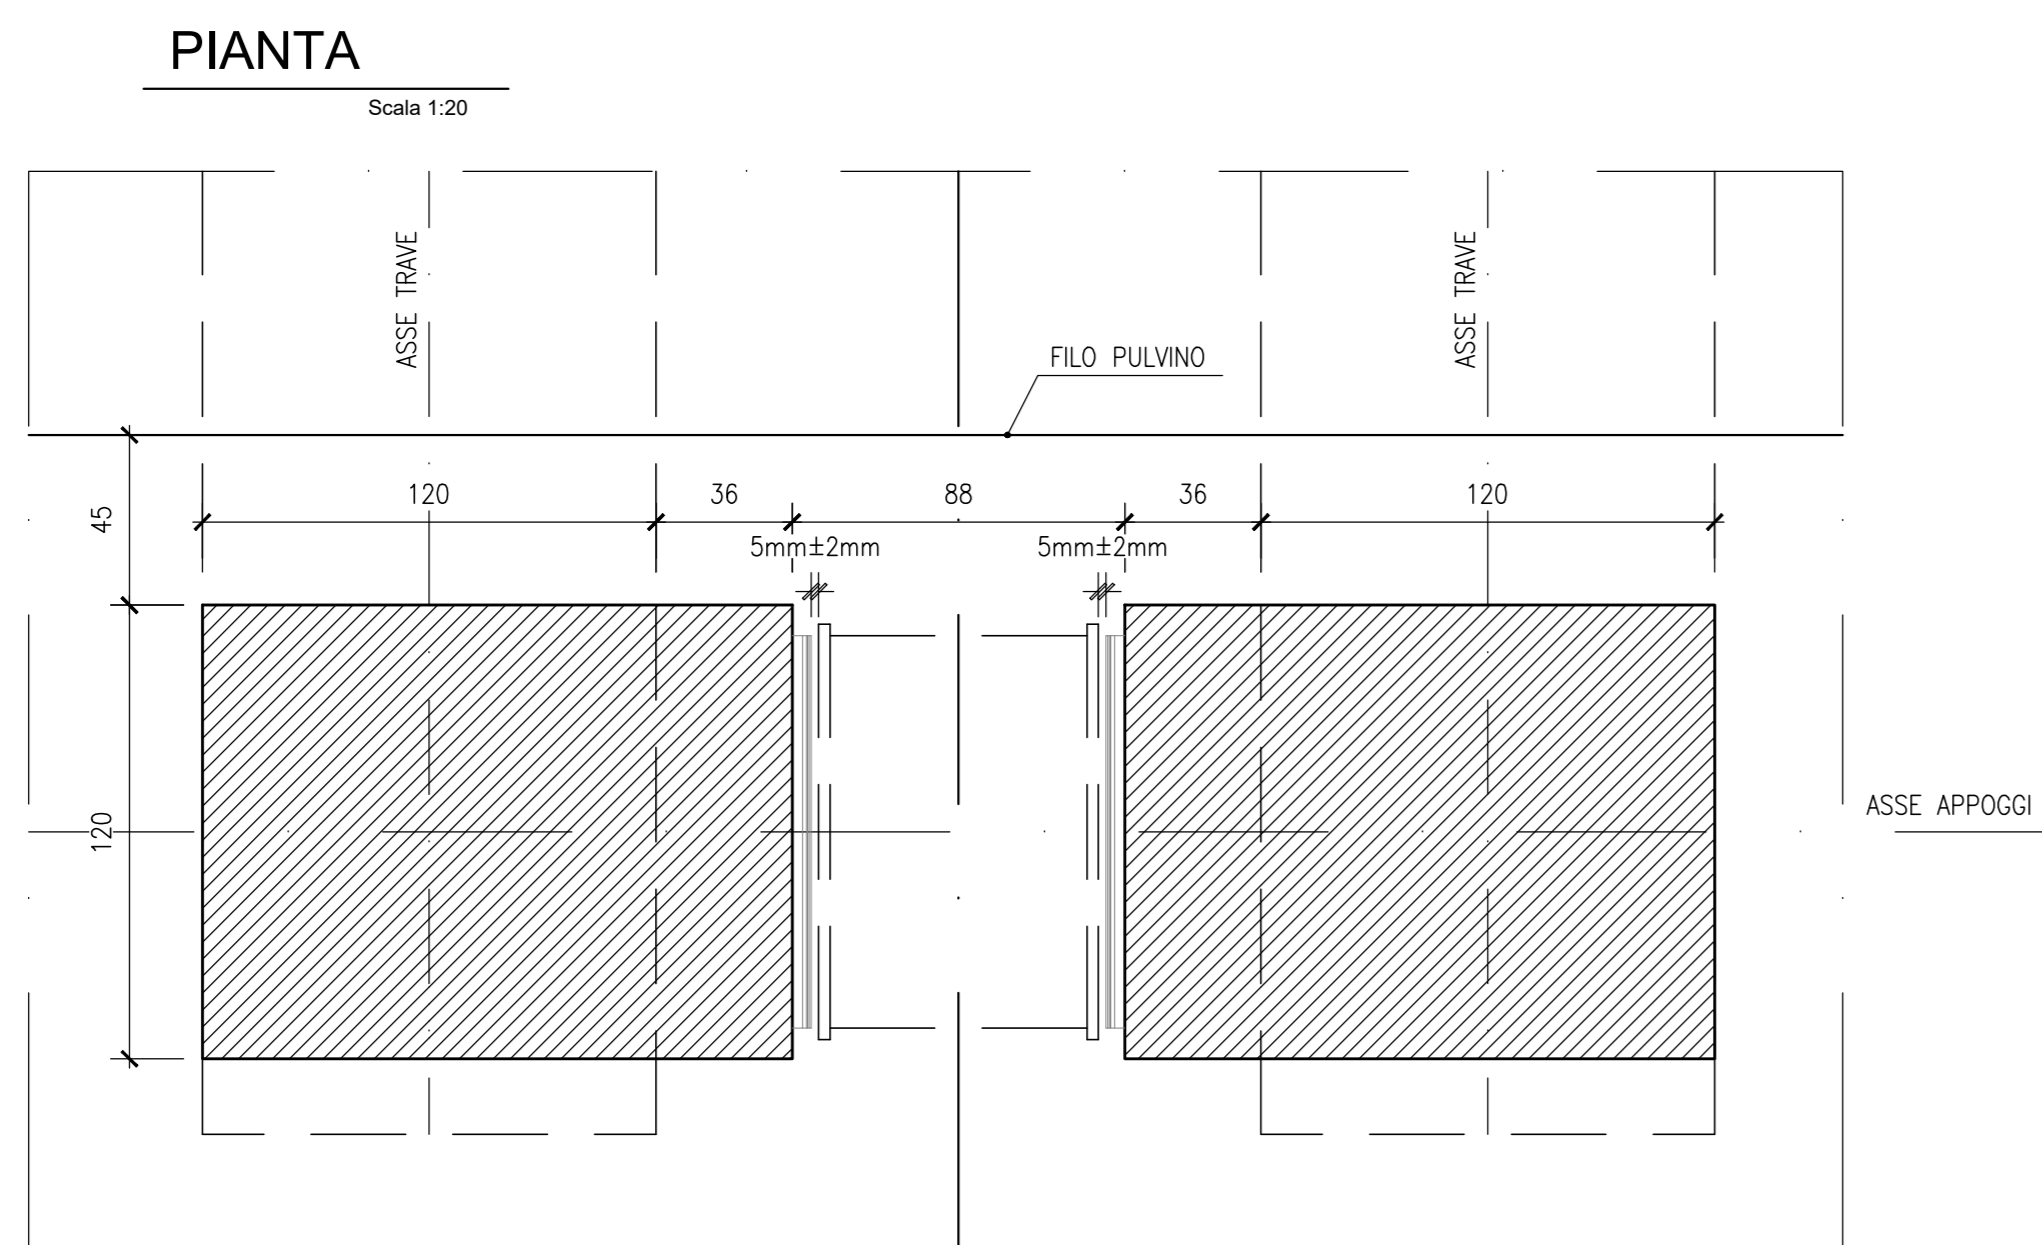 PIANTA
Scala 1:20
ASSE TRAVE
ASSE TRAVE
FILO PULVINO
45
120
36
88
36
120
5mm±2mm
5mm±2mm
120
ASSE APPOGGI